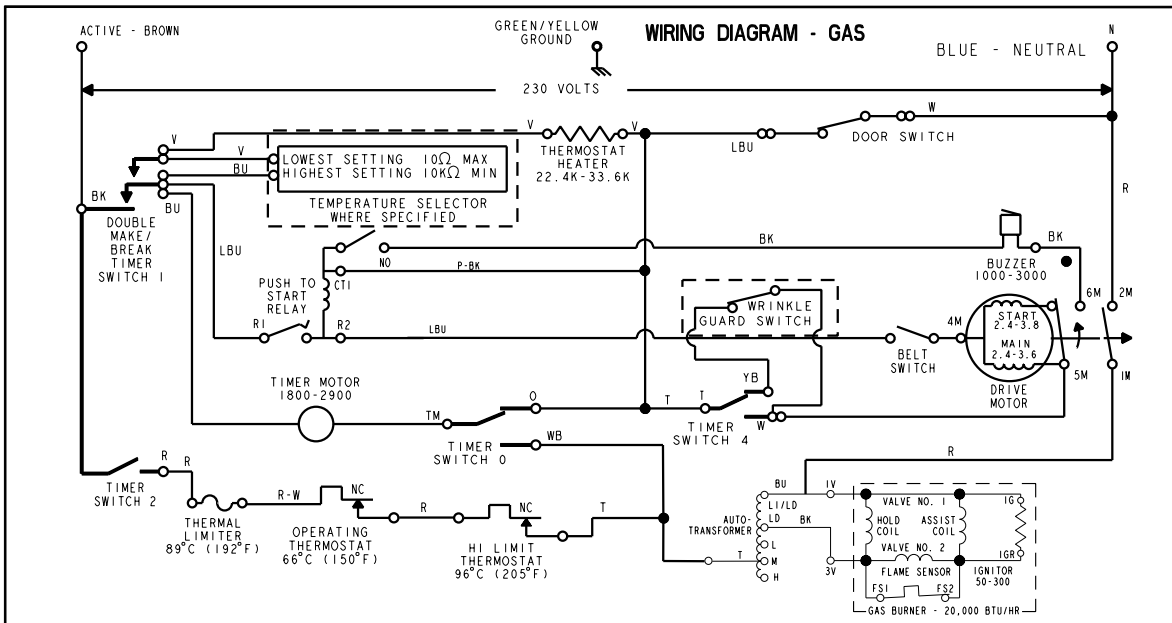 WIRING DIAGRAM - GAS
ACTIVE - BROWN
GREEN/YELLOW
GROUND
N
BLUE - NEUTRAL
230 VOLTS
W
DOOR SWITCH
LBU
V
V
THERMOSTAT
HEATER
22.4K-33.6K
V
BU
LOWEST SETTING 10Ω MAX
HIGHEST SETTING 10KΩ MIN
TEMPERATURE SELECTOR
WHERE SPECIFIED
BK
BU
DOUBLE
MAKE/
BREAK
TIMER
SWITCH 1
LBU
R
BK
BK
BUZZER
1000-3000
NO
P-BK
CT1
PUSH TO
START
RELAY
R1
R2
LBU
WRINKLE
GUARD SWITCH
6M
2M
4M
START
2.4-3.8
MAIN
2.4-3.6
5M
1M
BELT
SWITCH
DRIVE
MOTOR
TIMER MOTOR
1800-2900
TM
O
T
T
YB
W
TIMER
SWITCH 4
TIMER
SWITCH 0
WB
R
TIMER
SWITCH 2
R
R
THERMAL
LIMITER
89°C (192°F)
R-W
NC
OPERATING
THERMOSTAT
66°C (150°F)
R
NC
HI LIMIT
THERMOSTAT
96°C (205°F)
T
AUTO-
TRANSFORMER
T
BU
LI/LD
LD
BK
L
M
H
1V
3V
VALVE NO. 1
HOLD
COIL
ASSIST
COIL
VALVE NO. 2
FLAME SENSOR
FS1
FS2
IG
IGR
IGNITOR
50-300
GAS BURNER - 20,000 BTU/HR